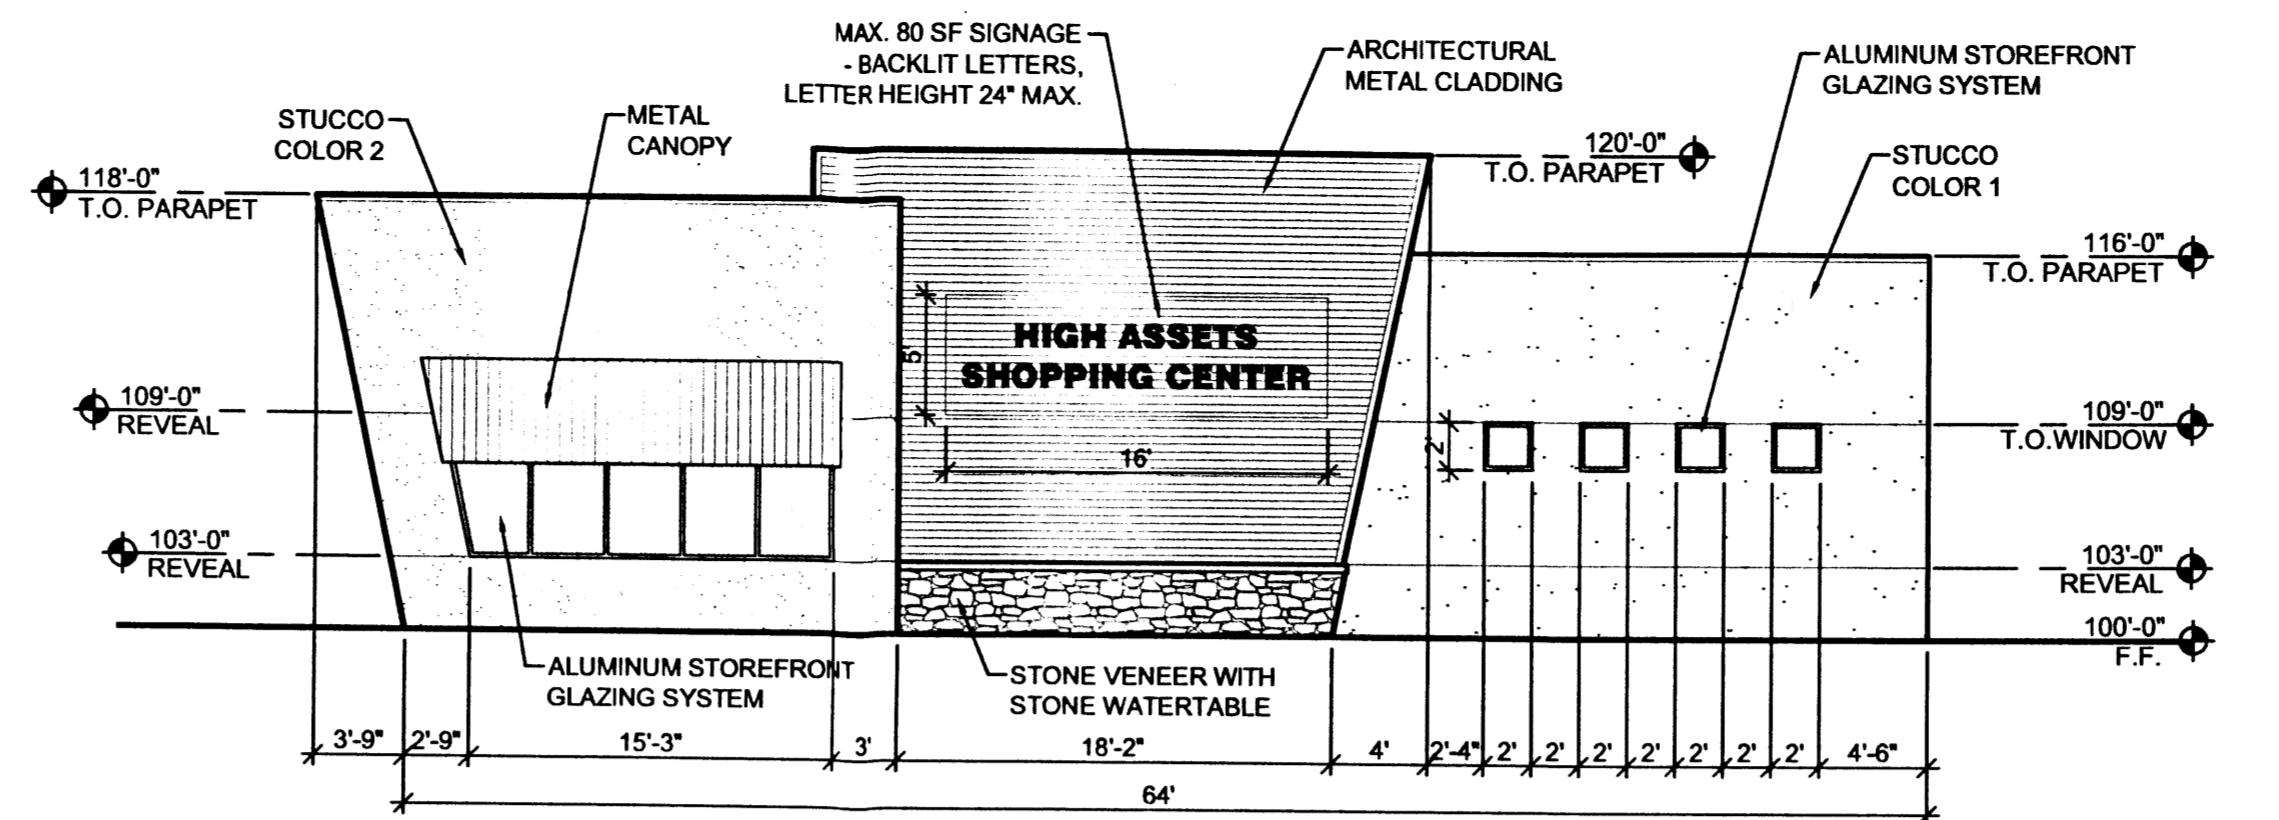 MAX. 80 SF SIGNAGE
- BACKLIT LETTERS,
LETTER HEIGHT 24" MAX.
ARCHITECTURAL
METAL CLADDING
ALUMINUM STOREFRONT
GLAZING SYSTEM
STUCCO
COLOR 2
METAL
CANOPY
120'-0"
T.O. PARAPET
STUCCO
COLOR 1
118'-0"
T.O. PARAPET
116'-0"
T.O. PARAPET
5'
HIGH ASSETS
SHOPPING CENTER
109'-0"
REVEAL
109'-0"
T.O.WINDOW
2'
16'
103'-0"
REVEAL
103'-0"
REVEAL
100'-0"
F.F.
ALUMINUM STOREFRONT
GLAZING SYSTEM
STONE VENEER WITH
STONE WATERTABLE
3'-9" 2'-9" 15'-3" 3' 18'-2" 4' 2'-4" 2' 2' 2' 2' 2' 2' 2' 4'-6"
64'